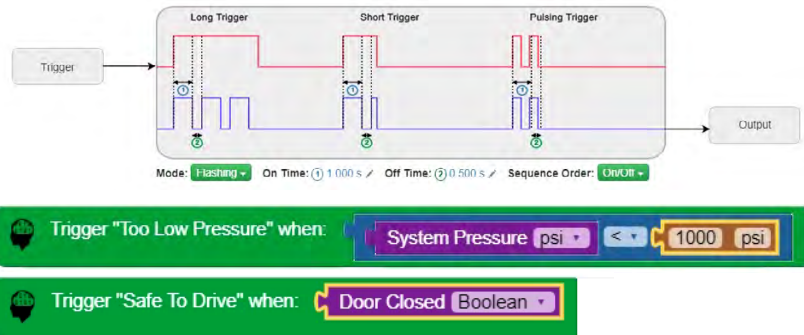 Long Trigger Short Trigger Pulsing Trigger
Trigger
1 1 1
Output
2 2 2
Mode: Flashing On Time: 1 1.000 s Off Time: 2 0.500 s Sequence Order: On/Off
Trigger "Too Low Pressure" when: System Pressure psi < 1000 psi
Trigger "Safe To Drive" when: Door Closed Boolean